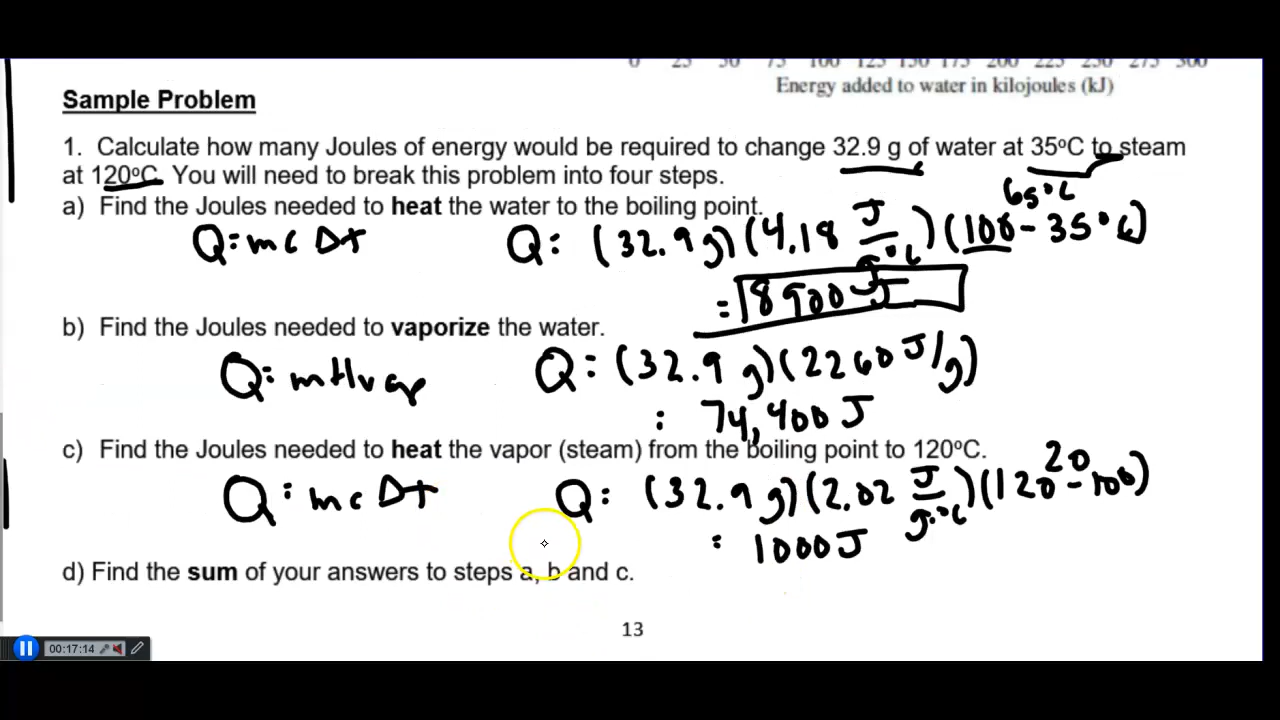 0 25 50 75 100 125 150 175 200 225 250 275 300
Energy added to water in kilojoules (kJ)
Sample Problem
1. Calculate how many Joules of energy would be required to change 32.9 g of water at 35°C to steam
at 120°C. You will need to break this problem into four steps.
65°C
a) Find the Joules needed to heat the water to the boiling point.
Q=mcΔt Q= (32.9g)(4.18 J/g°C)(100-35°C)
= 8900J
b) Find the Joules needed to vaporize the water.
Q=mHvap Q= (32.9 g)(2260 J/g)
= 74,400 J
c) Find the Joules needed to heat the vapor (steam) from the boiling point to 120°C.
20
Q=mcΔt Q= (32.9g)(2.02 J/g·°C)(120-100)
= 1000J
d) Find the sum of your answers to steps a, b and c.
13
00:17:14